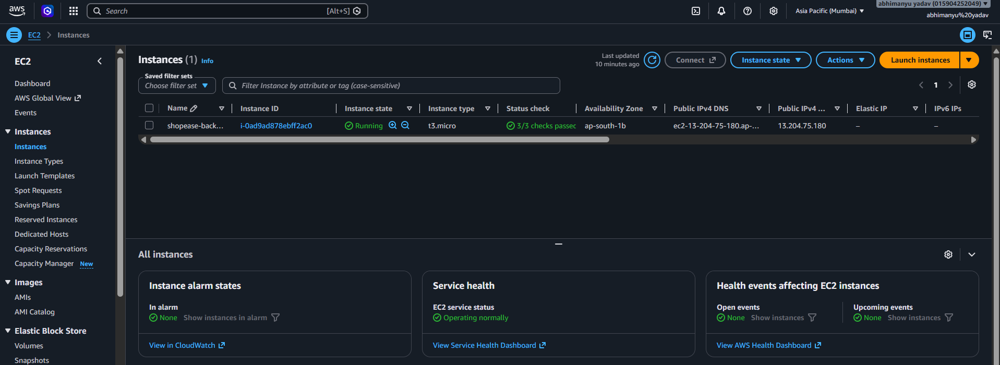 aws
Search [Alt+S]
Asia Pacific (Mumbai)
abhimanyu yadav (015904252049)
abhimanyu%20yadav
EC2 Instances
EC2
Dashboard
AWS Global View
Events
Instances
Instances
Instance Types
Launch Templates
Spot Requests
Savings Plans
Reserved Instances
Dedicated Hosts
Capacity Reservations
Capacity Manager New
Images
AMIs
AMI Catalog
Elastic Block Store
Volumes
Snapshots
Instances (1) Info
Last updated
10 minutes ago
Connect
Instance state
Actions
Launch instances
Saved filter sets
Choose filter set
Filter Instance by attribute or tag (case-sensitive)
1
Name Instance ID Instance state Instance type Status check Availability Zone Public IPv4 DNS Public IPv4 ... Elastic IP IPv6 IPs
shopease-back... i-0ad9ad878ebff2ac0 Running t3.micro 3/3 checks passec ap-south-1b ec2-13-204-75-180.ap-... 13.204.75.180 – –
All instances
Instance alarm states
In alarm
None Show instances in alarm
View in CloudWatch
Service health
EC2 service status
Operating normally
View Service Health Dashboard
Health events affecting EC2 instances
Open events
None Show instances
Upcoming events
None Show instances
View AWS Health Dashboard